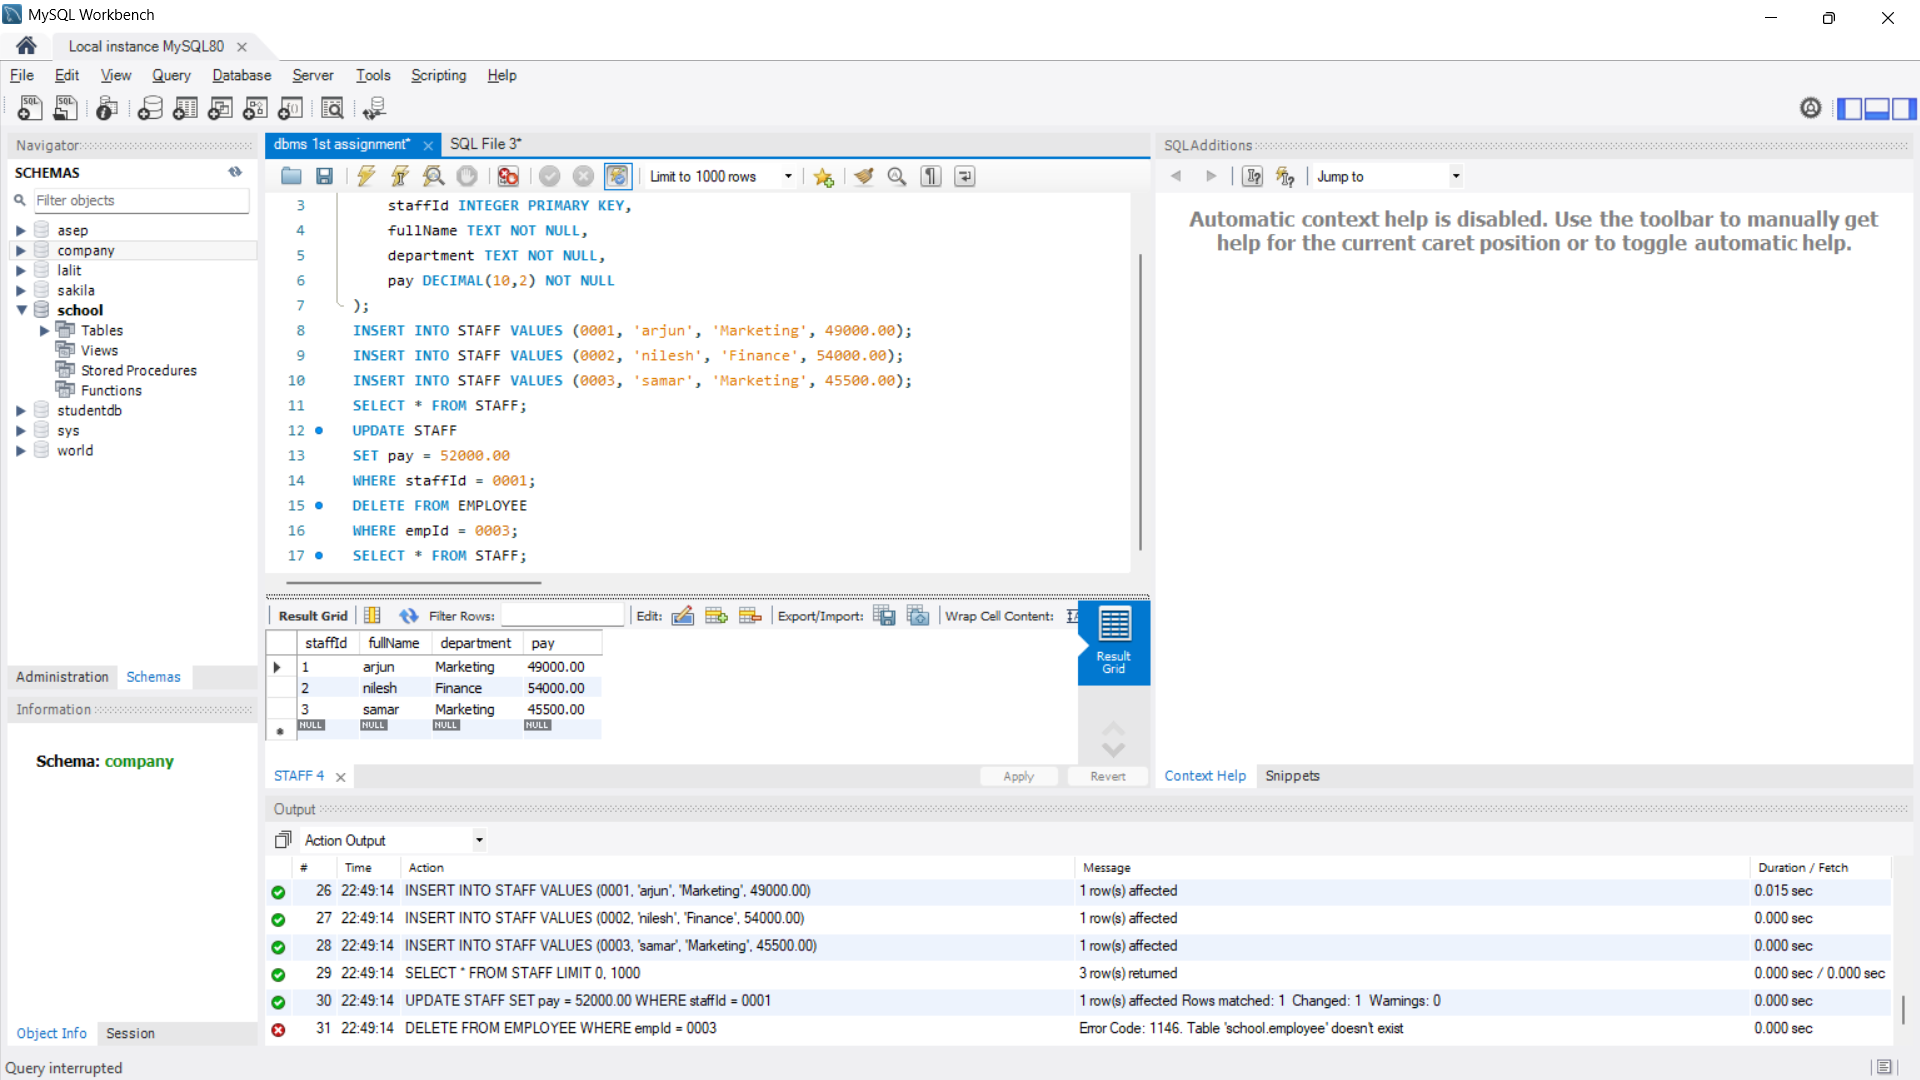 MySQL Workbench
Local instance MySQL80
File Edit View Query Database Server Tools Scripting Help
Navigator
SCHEMAS
Filter objects
asep
company
lalit
sakila
school
Tables
Views
Stored Procedures
Functions
studentdb
sys
world
Administration Schemas
Information
Schema: company
Object Info Session
dbms 1st assignment* SQL File 3*
Limit to 1000 rows
3 staffId INTEGER PRIMARY KEY,
4 fullName TEXT NOT NULL,
5 department TEXT NOT NULL,
6 pay DECIMAL(10,2) NOT NULL
7 );
8 INSERT INTO STAFF VALUES (0001, 'arjun', 'Marketing', 49000.00);
9 INSERT INTO STAFF VALUES (0002, 'nilesh', 'Finance', 54000.00);
10 INSERT INTO STAFF VALUES (0003, 'samar', 'Marketing', 45500.00);
11 SELECT * FROM STAFF;
12 UPDATE STAFF
13 SET pay = 52000.00
14 WHERE staffId = 0001;
15 DELETE FROM EMPLOYEE
16 WHERE empId = 0003;
17 SELECT * FROM STAFF;
Result Grid Filter Rows: Edit: Export/Import: Wrap Cell Content:
staffId fullName department pay
1 arjun Marketing 49000.00
2 nilesh Finance 54000.00
3 samar Marketing 45500.00
NULL NULL NULL NULL
Result
Grid
STAFF 4 Apply Revert
SQLAdditions
Jump to
Automatic context help is disabled. Use the toolbar to manually get
help for the current caret position or to toggle automatic help.
Context Help Snippets
Output
Action Output
# Time Action Message Duration / Fetch
26 22:49:14 INSERT INTO STAFF VALUES (0001, 'arjun', 'Marketing', 49000.00) 1 row(s) affected 0.015 sec
27 22:49:14 INSERT INTO STAFF VALUES (0002, 'nilesh', 'Finance', 54000.00) 1 row(s) affected 0.000 sec
28 22:49:14 INSERT INTO STAFF VALUES (0003, 'samar', 'Marketing', 45500.00) 1 row(s) affected 0.000 sec
29 22:49:14 SELECT * FROM STAFF LIMIT 0, 1000 3 row(s) returned 0.000 sec / 0.000 sec
30 22:49:14 UPDATE STAFF SET pay = 52000.00 WHERE staffId = 0001 1 row(s) affected Rows matched: 1 Changed: 1 Warnings: 0 0.000 sec
31 22:49:14 DELETE FROM EMPLOYEE WHERE empId = 0003 Error Code: 1146. Table 'school.employee' doesn't exist 0.000 sec
Query interrupted